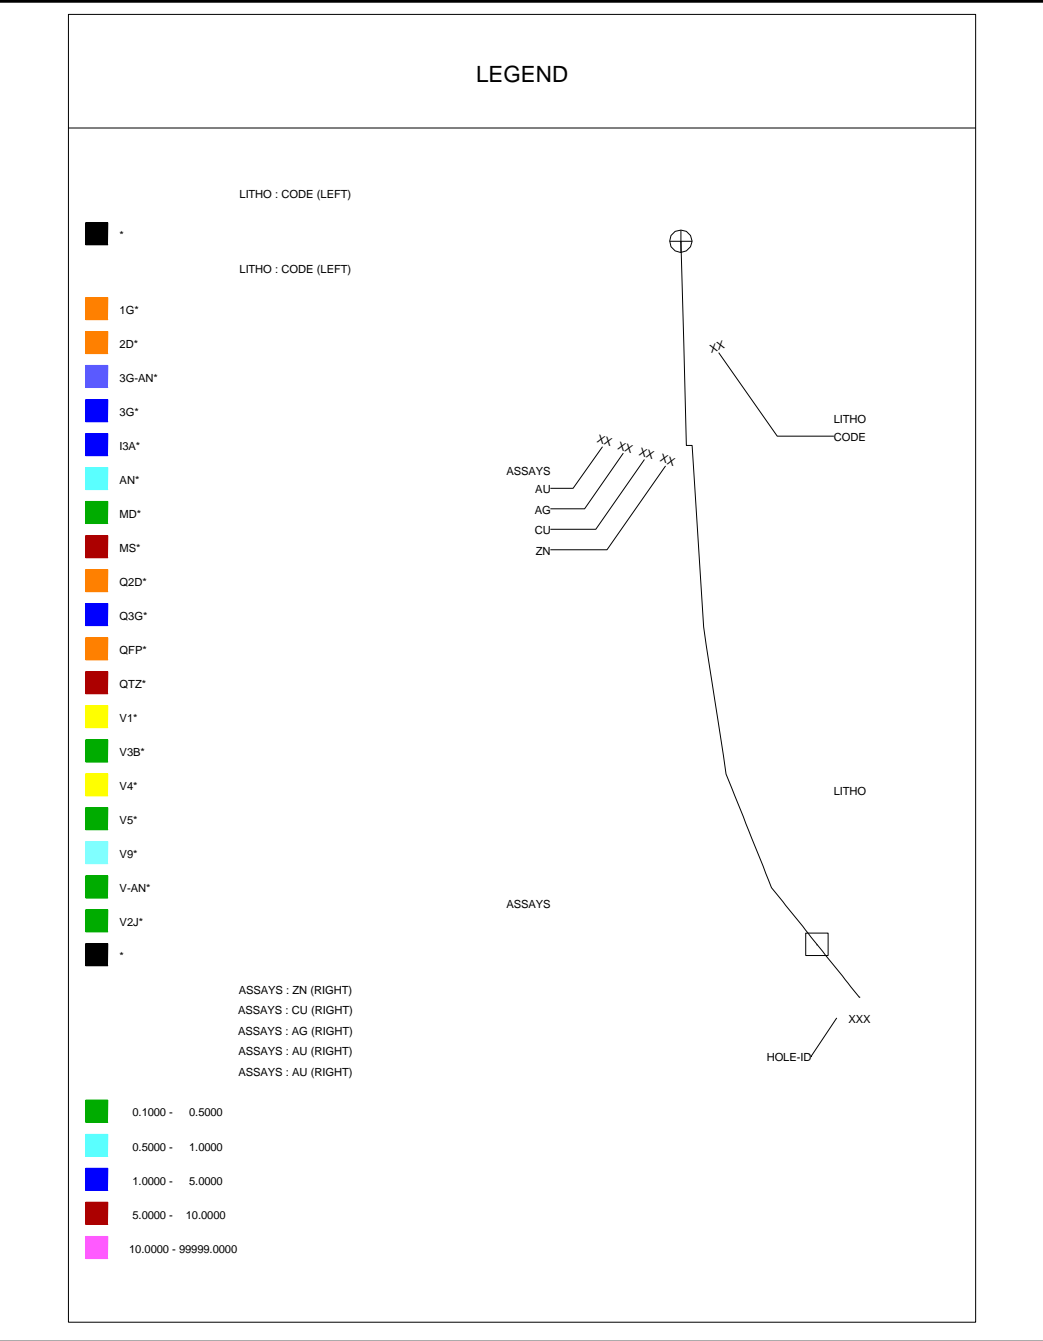 LEGEND
LITHO : CODE (LEFT)
*
LITHO : CODE (LEFT)
1G*
2D*
3G-AN*
3G*
I3A*
AN*
MD*
MS*
Q2D*
Q3G*
QFP*
QTZ*
V1*
V3B*
V4*
V5*
V9*
V-AN*
V2J*
*
ASSAYS : ZN (RIGHT)
ASSAYS : CU (RIGHT)
ASSAYS : AG (RIGHT)
ASSAYS : AU (RIGHT)
ASSAYS : AU (RIGHT)
0.1000 - 0.5000
0.5000 - 1.0000
1.0000 - 5.0000
5.0000 - 10.0000
10.0000 - 99999.0000
XX
LITHO
CODE
XX XX XX XX
ASSAYS
AU
AG
CU
ZN
LITHO
ASSAYS
XXX
HOLE-ID